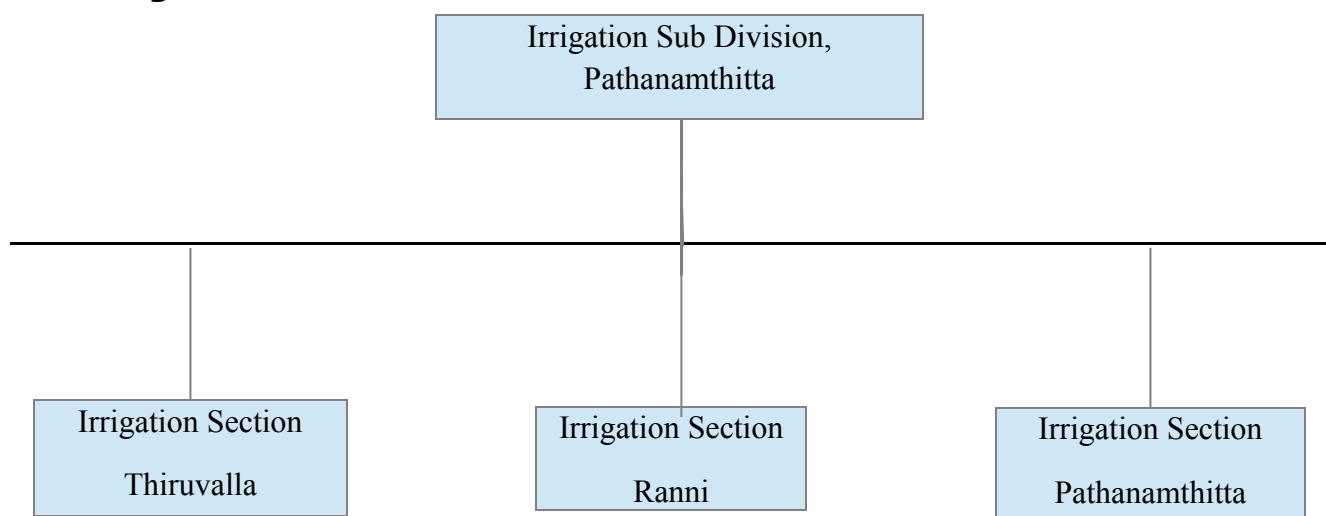 Irrigation Sub Division,
Pathanamthitta
Irrigation Section
Thiruvalla
Irrigation Section
Ranni
Irrigation Section
Pathanamthitta